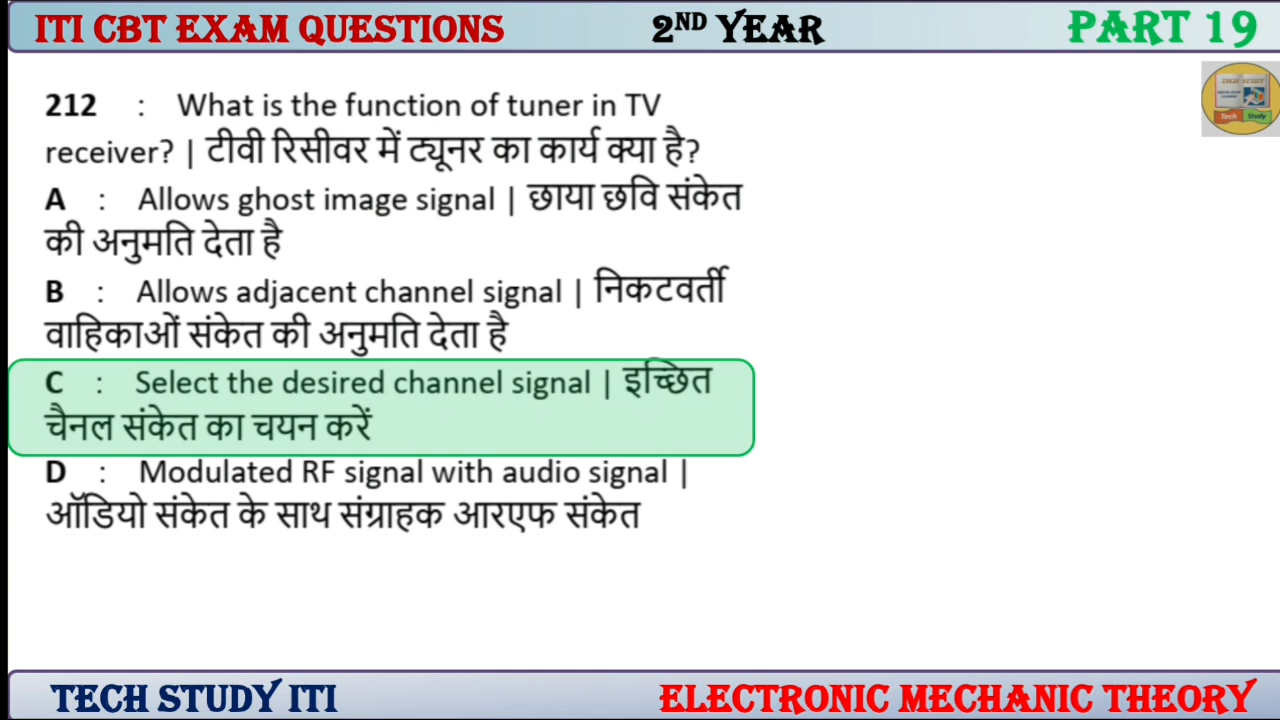 ITI CBT EXAM QUESTIONS 2ND YEAR PART 19
212 : What is the function of tuner in TV
receiver? | टीवी रिसीवर में ट्यूनर का कार्य क्या है?
A : Allows ghost image signal | छाया छवि संकेत
की अनुमति देता है
B : Allows adjacent channel signal | निकटवर्ती
वाहिकाओं संकेत की अनुमति देता है
C : Select the desired channel signal | इच्छित
चैनल संकेत का चयन करें
D : Modulated RF signal with audio signal |
ऑडियो संकेत के साथ संग्राहक आरएफ संकेत
Tech Study
TECH STUDY ITI ELECTRONIC MECHANIC THEORY